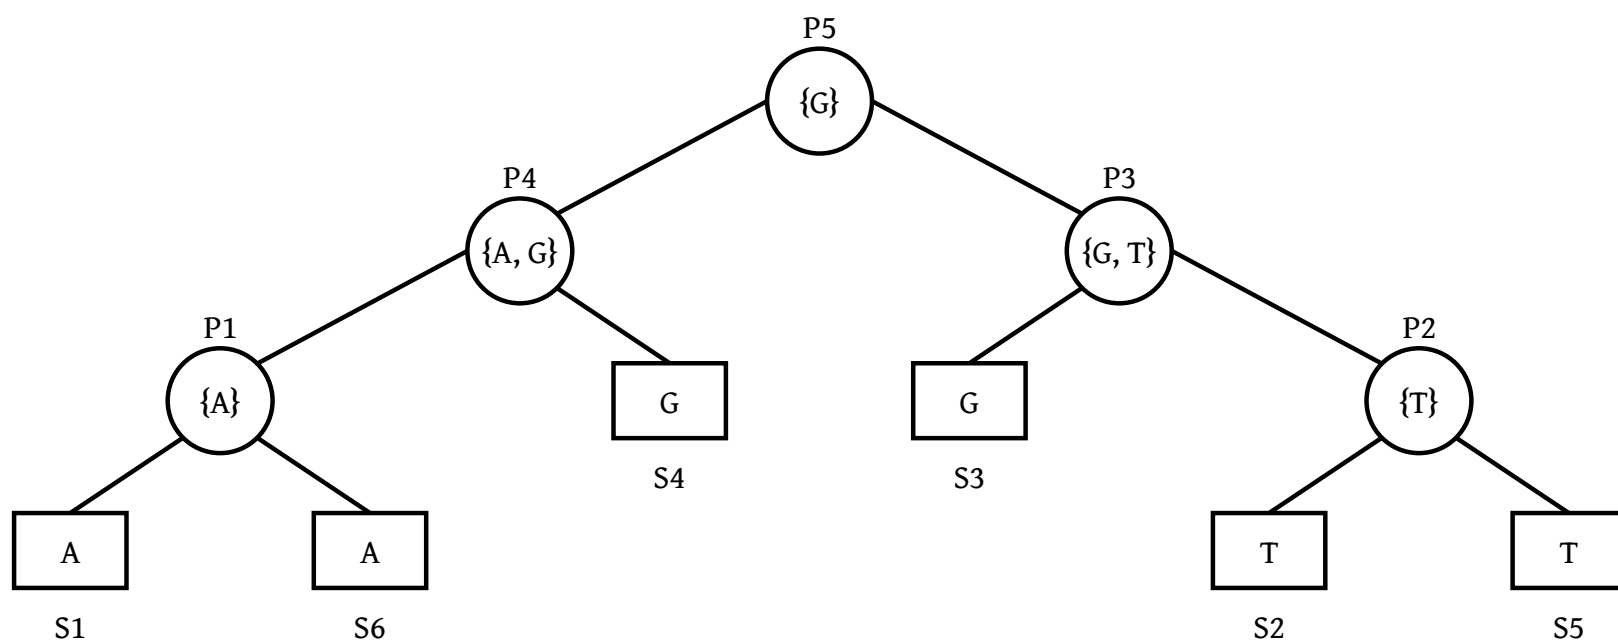 P5
{G}
P4
{A, G}
P3
{G, T}
P1
{A}
G
S4
G
S3
P2
{T}
A
S1
A
S6
T
S2
T
S5